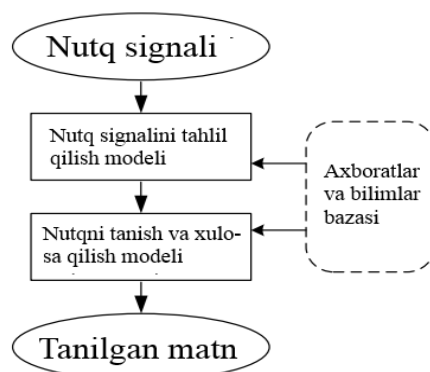 Nutq signali
Nutq signalini tahlil
qilish modeli
Axboratlar
va bilimlar
bazasi
Nutqni tanish va xulo-
sa qilish modeli
Tanilgan matn